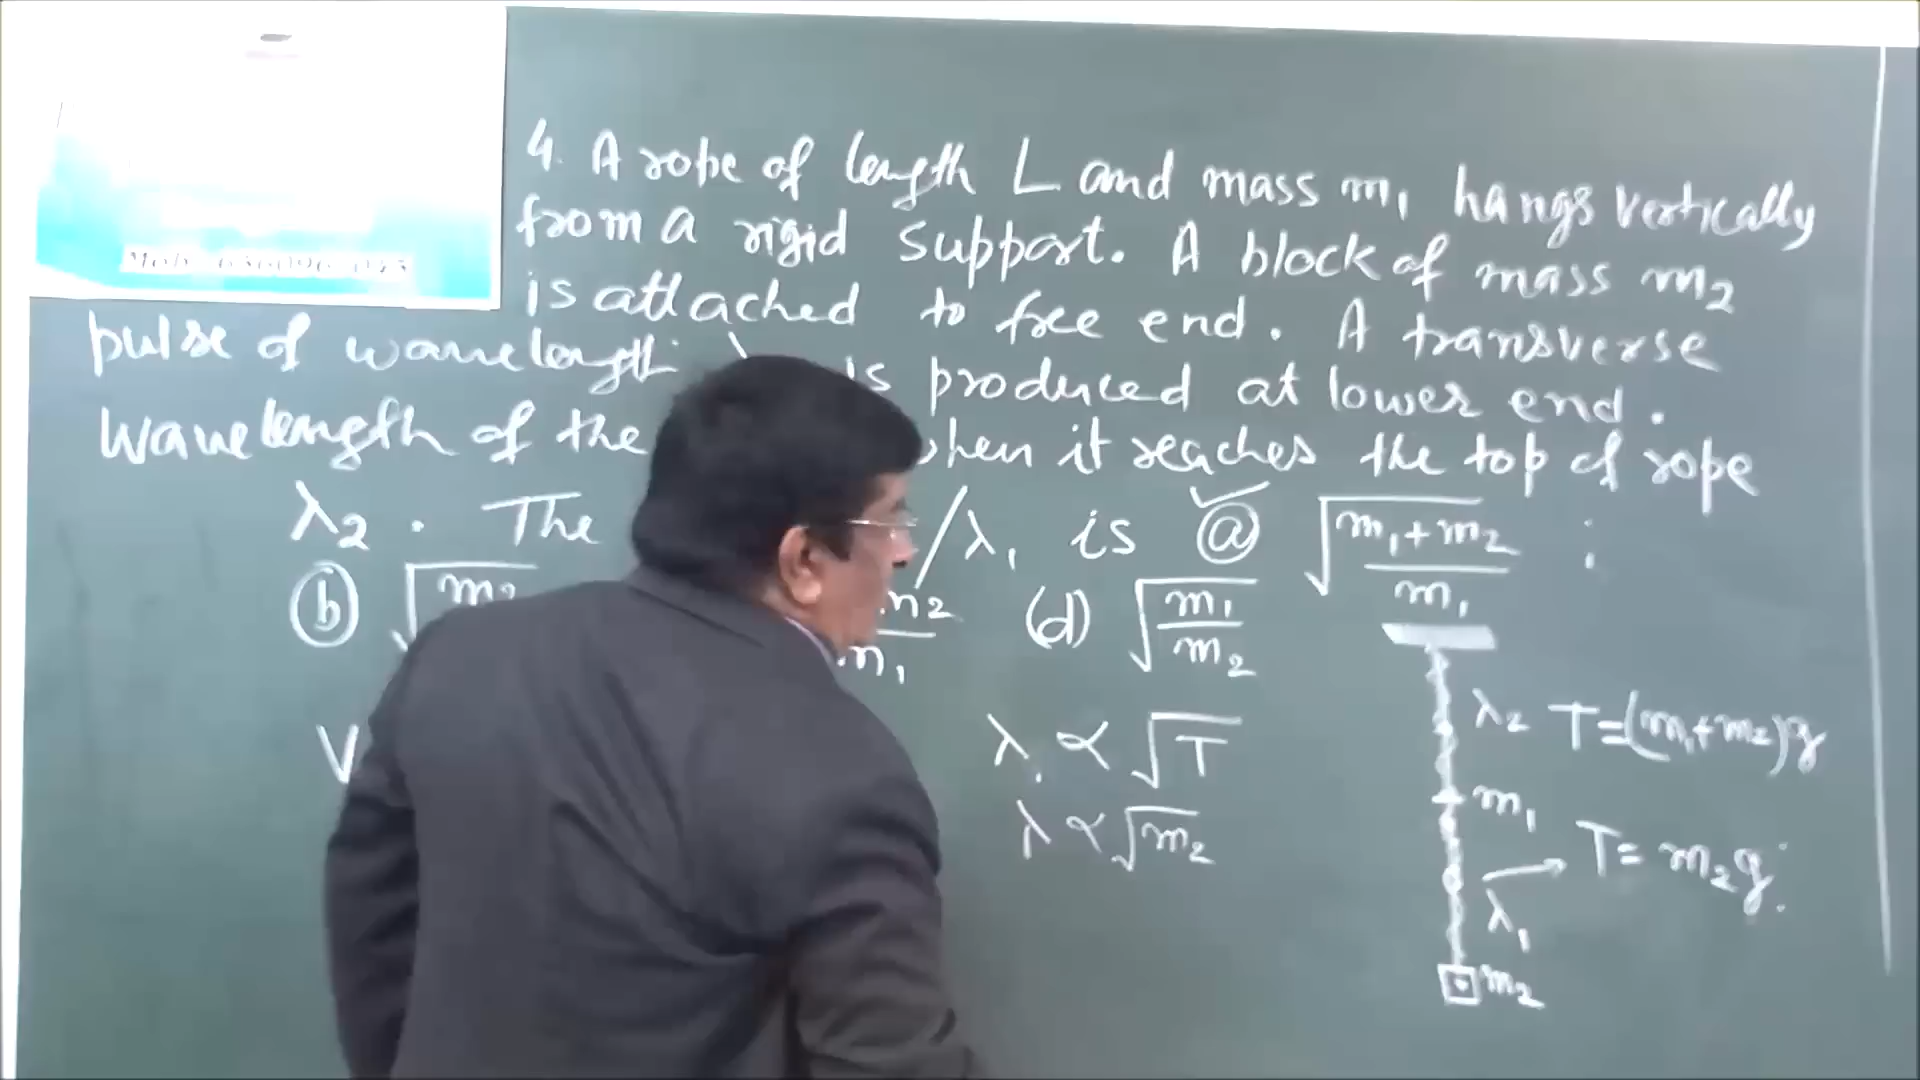 4. A rope of length L and mass m₁ hangs vertically
from a rigid support. A block of mass m₂
is attached to free end. A transverse
pulse of wavelength is produced at lower end.
wavelength of the when it reaches the top of rope
λ₂. The /λ₁ is ⓐ √((m₁+m₂)/m₁) ;
ⓑ √ m₂ m₂ (d) √(m₁/m₂)
m₁
V λ₁ ∝ √T
λ ∝ √m₂
λ₂ T=(m₁+m₂)g
m₁
T= m₂g
λ₁
m₂